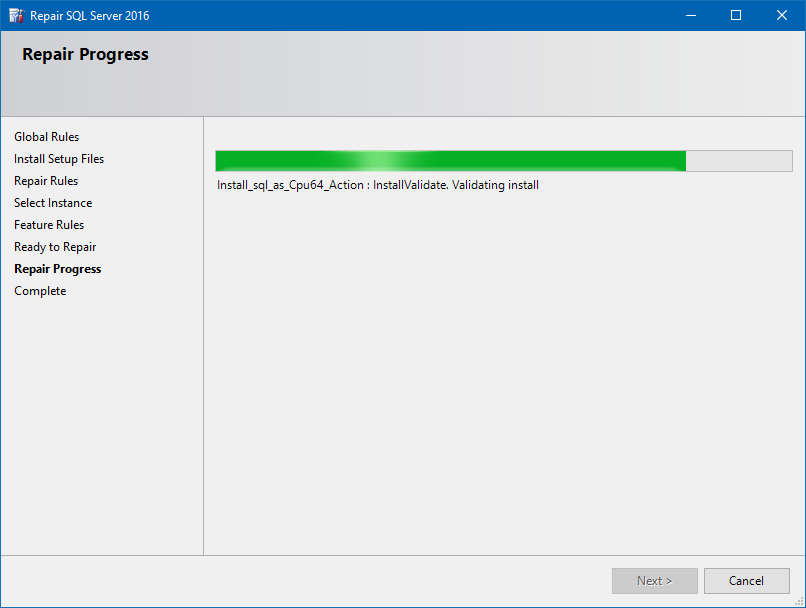 Repair SQL Server 2016
Repair Progress
Global Rules
Install Setup Files
Repair Rules
Select Instance
Feature Rules
Ready to Repair
Repair Progress
Complete
Install_sql_as_Cpu64_Action : InstallValidate. Validating install
Next >
Cancel